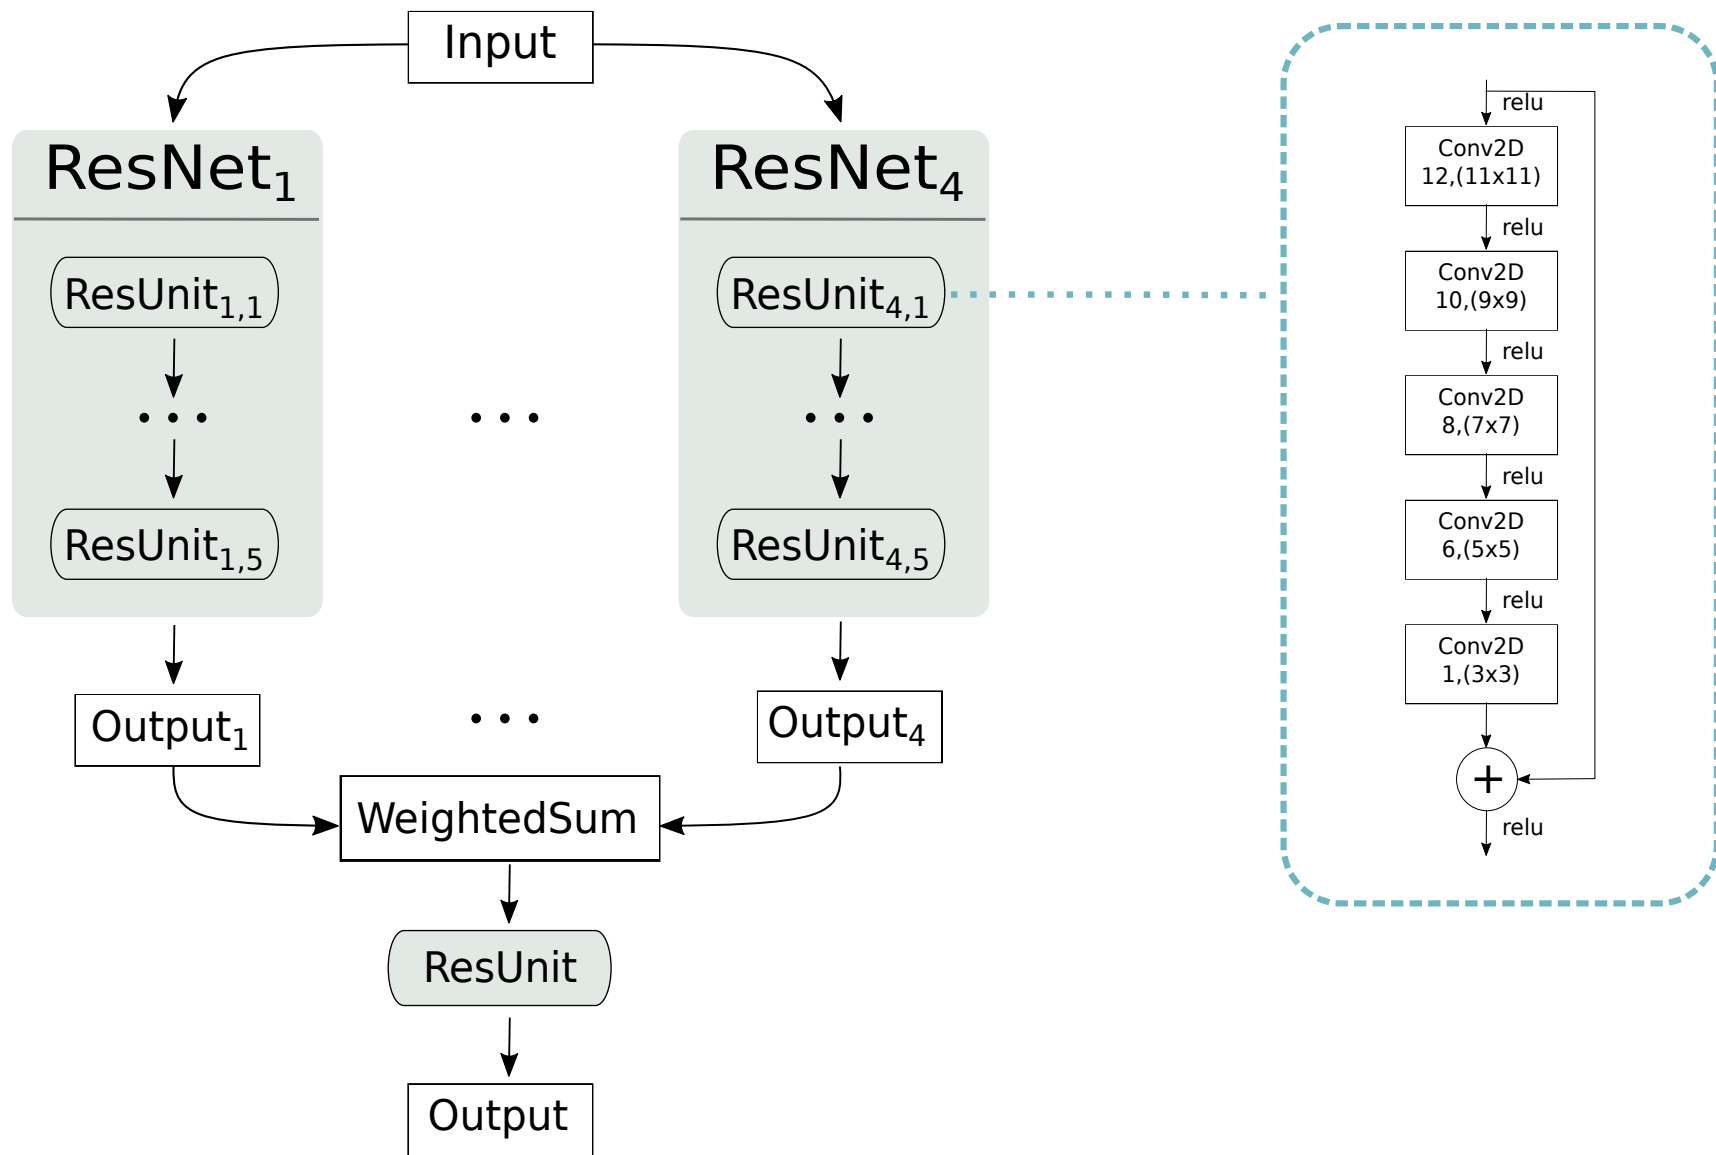 Input
ResNet₁
ResUnit₁,₁
...
ResUnit₁,₅
Output₁
...
...
ResNet₄
ResUnit₄,₁
...
ResUnit₄,₅
Output₄
WeightedSum
ResUnit
Output
relu
Conv2D
12,(11x11)
relu
Conv2D
10,(9x9)
relu
Conv2D
8,(7x7)
relu
Conv2D
6,(5x5)
relu
Conv2D
1,(3x3)
+
relu